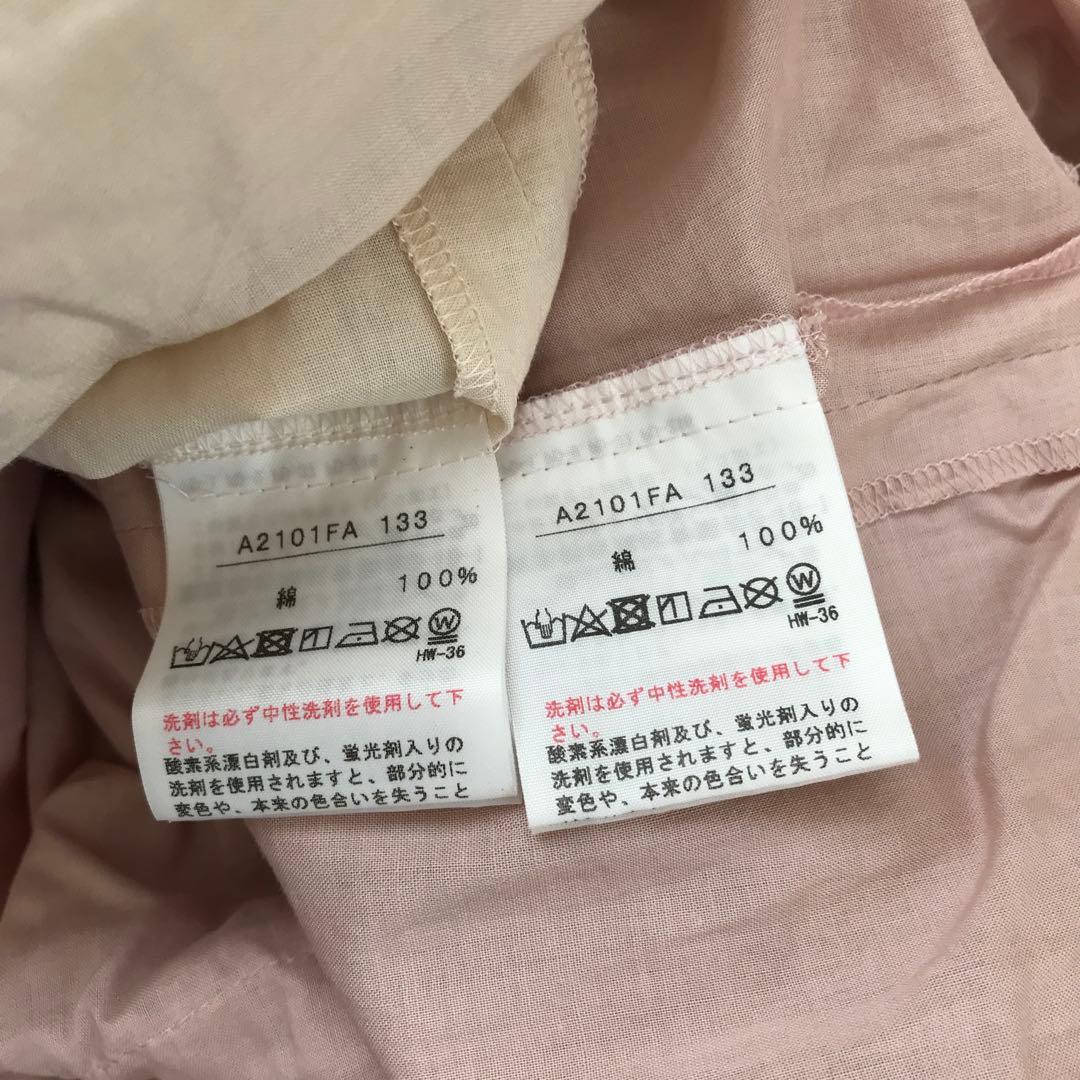 A2101FA 133
綿 100%
W
HW-36
洗剤は必ず中性洗剤を使用して下
さい。
酸素系漂白剤及び、蛍光剤入りの
洗剤を使用されますと、部分的に
変色や、本来の色合いを失うこと
A2101FA 133
綿 100%
W
HW-36
洗剤は必ず中性洗剤を使用して下
さい。
酸素系漂白剤及び、蛍光剤入りの
洗剤を使用されますと、部分的に
変色や、本来の色合いを失うこと